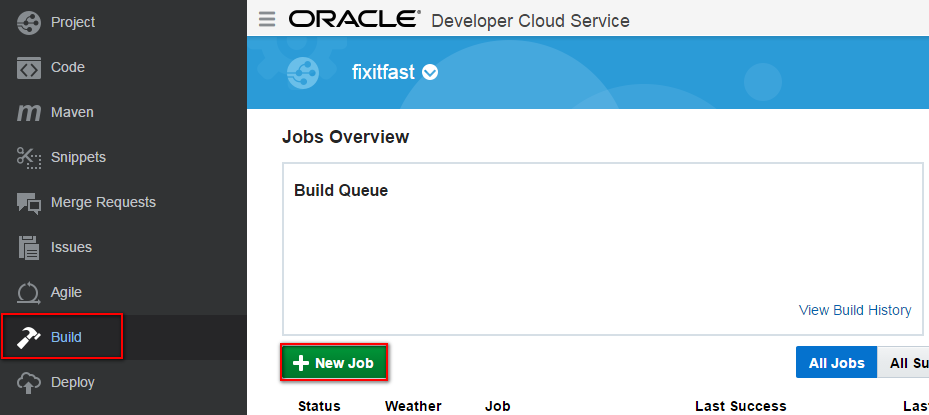 Project
Code
Maven
Snippets
Merge Requests
Issues
Agile
Build
Deploy
ORACLE® Developer Cloud Service
fixitfast
Jobs Overview
Build Queue
View Build History
New Job
All Jobs
All Su
Status Weather Job Last Success Las